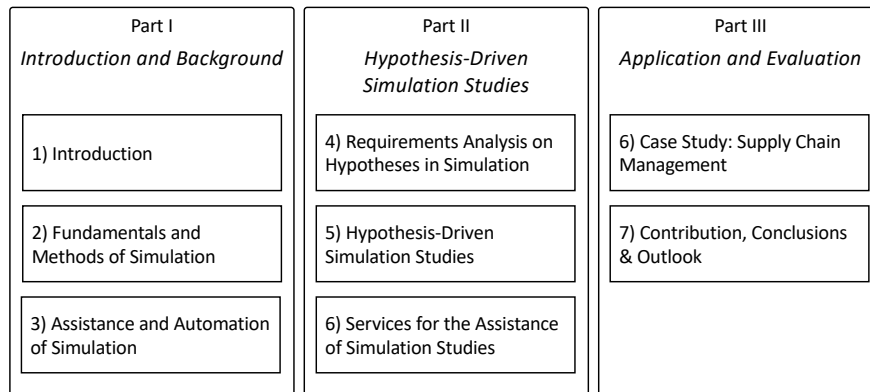 Part I
Introduction and Background
1) Introduction
2) Fundamentals and
Methods of Simulation
3) Assistance and Automation
of Simulation
Part II
Hypothesis-Driven
Simulation Studies
4) Requirements Analysis on
Hypotheses in Simulation
5) Hypothesis-Driven
Simulation Studies
6) Services for the Assistance
of Simulation Studies
Part III
Application and Evaluation
6) Case Study: Supply Chain
Management
7) Contribution, Conclusions
& Outlook